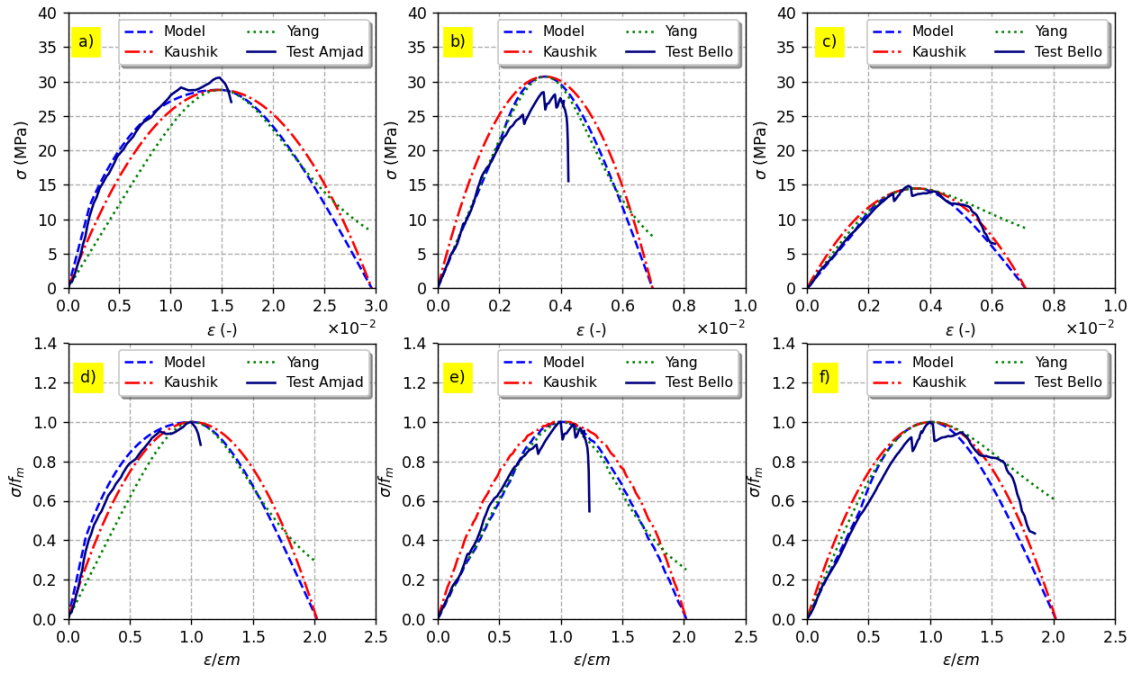 a)
Model
Kaushik
Yang
Test Amjad
40
35
30
25
20
15
10
5
0
σ (MPa)
0.0 0.5 1.0 1.5 2.0 2.5 3.0
ε (-)
×10⁻²
b)
Model
Kaushik
Yang
Test Bello
40
35
30
25
20
15
10
5
0
σ (MPa)
0.0 0.2 0.4 0.6 0.8 1.0
ε (-)
×10⁻²
c)
Model
Kaushik
Yang
Test Bello
40
35
30
25
20
15
10
5
0
σ (MPa)
0.0 0.2 0.4 0.6 0.8 1.0
ε (-)
×10⁻²
d)
Model
Kaushik
Yang
Test Amjad
1.4
1.2
1.0
0.8
0.6
0.4
0.2
0.0
σ/fₘ
0.0 0.5 1.0 1.5 2.0 2.5
ε/εm
e)
Model
Kaushik
Yang
Test Bello
1.4
1.2
1.0
0.8
0.6
0.4
0.2
0.0
σ/fₘ
0.0 0.5 1.0 1.5 2.0 2.5
ε/εm
f)
Model
Kaushik
Yang
Test Bello
1.4
1.2
1.0
0.8
0.6
0.4
0.2
0.0
σ/fₘ
0.0 0.5 1.0 1.5 2.0 2.5
ε/εm